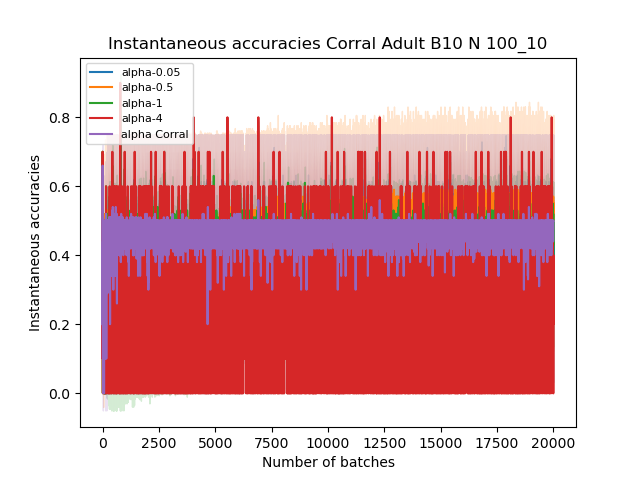 Instantaneous accuracies Corral Adult B10 N 100_10
alpha-0.05
alpha-0.5
alpha-1
alpha-4
alpha Corral
Instantaneous accuracies
0.8
0.6
0.4
0.2
0.0
0 2500 5000 7500 10000 12500 15000 17500 20000
Number of batches